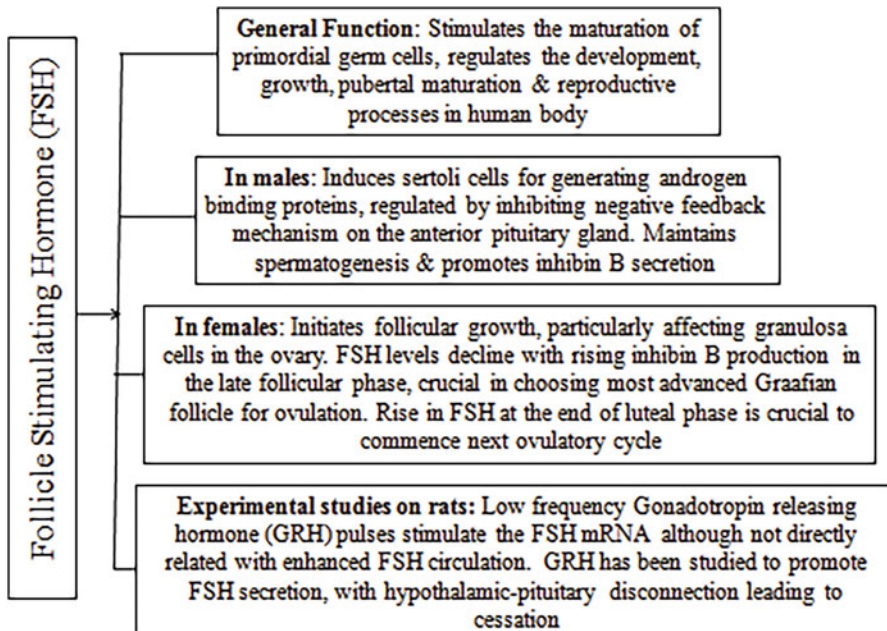 Follicle Stimulating Hormone (FSH)
General Function: Stimulates the maturation of
primordial germ cells, regulates the development,
growth, pubertal maturation & reproductive
processes in human body
In males: Induces sertoli cells for generating androgen
binding proteins, regulated by inhibiting negative feedback
mechanism on the anterior pituitary gland. Maintains
spermatogenesis & promotes inhibin B secretion
In females: Initiates follicular growth, particularly affecting granulosa
cells in the ovary. FSH levels decline with rising inhibin B production in
the late follicular phase, crucial in choosing most advanced Graafian
follicle for ovulation. Rise in FSH at the end of luteal phase is crucial to
commence next ovulatory cycle
Experimental studies on rats: Low frequency Gonadotropin releasing
hormone (GRH) pulses stimulate the FSH mRNA although not directly
related with enhanced FSH circulation. GRH has been studied to promote
FSH secretion, with hypothalamic-pituitary disconnection leading to
cessation